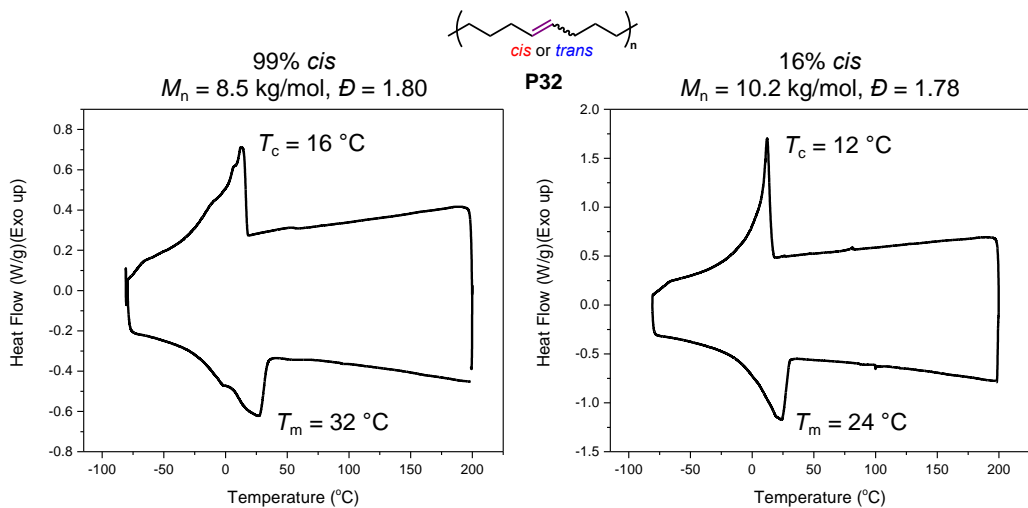 n
cis or trans
P32
99% cis
Mn = 8.5 kg/mol, Đ = 1.80
16% cis
Mn = 10.2 kg/mol, Đ = 1.78
Heat Flow (W/g)(Exo up)
0.8
0.6
0.4
0.2
0.0
-0.2
-0.4
-0.6
-0.8
Tc = 16 °C
Tm = 32 °C
-100 -50 0 50 100 150 200
Temperature (°C)
Heat Flow (W/g)(Exo up)
2.0
1.5
1.0
0.5
0.0
-0.5
-1.0
-1.5
Tc = 12 °C
Tm = 24 °C
-100 -50 0 50 100 150 200
Temperature (°C)